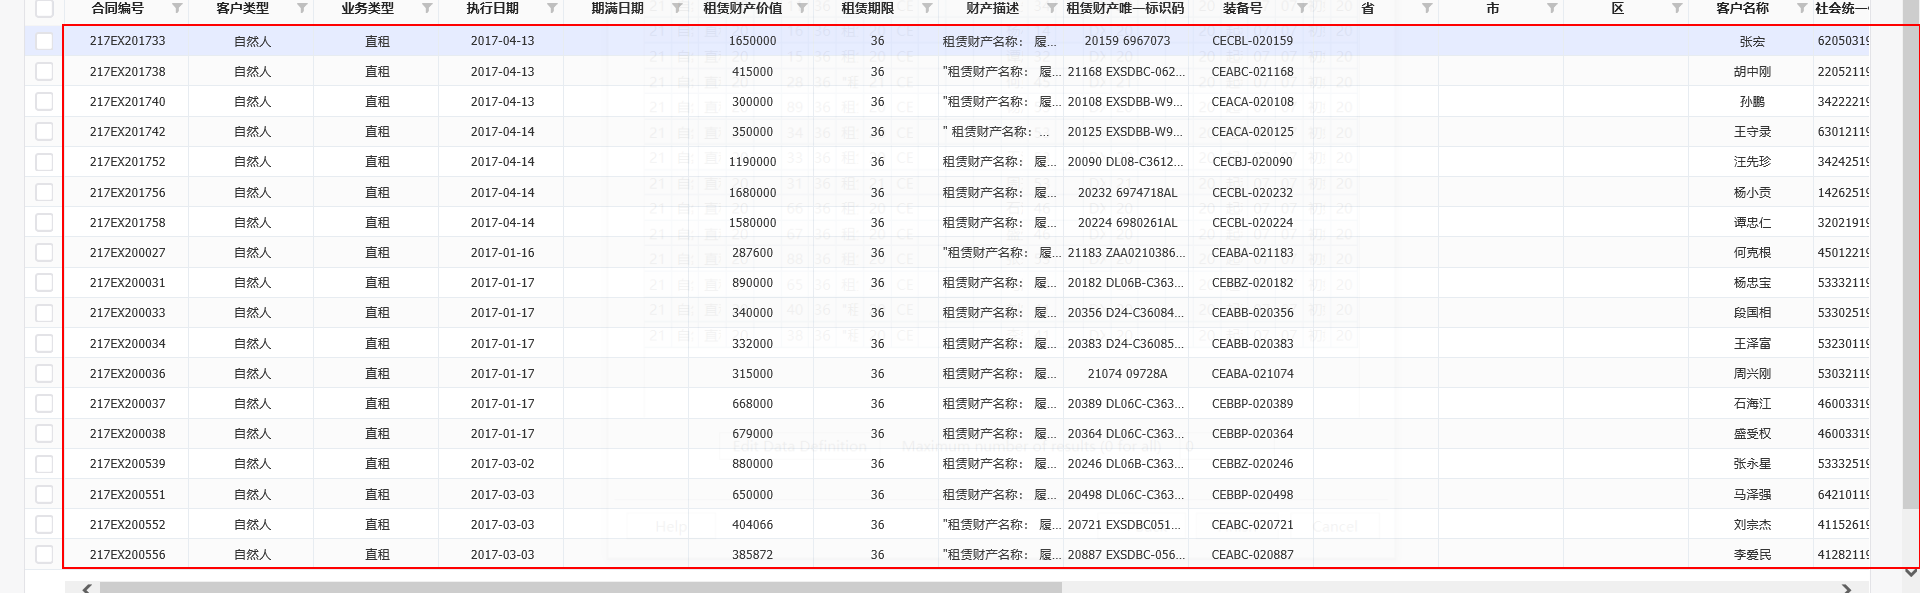 合同编号 客户类型 业务类型 执行日期 期满日期 租赁财产价值 租赁期限 财产描述 租赁财产唯一标识码 装备号 省 市 区 客户名称 社会统一
217EX201733 自然人 直租 2017-04-13 1650000 36 租赁财产名称: 履... 20159 6967073 CECBL-020159 张宏 62050319
217EX201738 自然人 直租 2017-04-13 415000 36 "租赁财产名称: 履... 21168 EXSDBC-062... CEABC-021168 胡中刚 22052119
217EX201740 自然人 直租 2017-04-13 300000 36 "租赁财产名称: 履... 20108 EXSDBB-W9... CEACA-020108 孙鹏 34222219
217EX201742 自然人 直租 2017-04-14 350000 36 " 租赁财产名称: ... 20125 EXSDBB-W9... CEACA-020125 王守录 63012119
217EX201752 自然人 直租 2017-04-14 1190000 36 租赁财产名称: 履... 20090 DL08-C3612... CECBJ-020090 汪先珍 34242519
217EX201756 自然人 直租 2017-04-14 1680000 36 租赁财产名称: 履... 20232 6974718AL CECBL-020232 杨小贡 14262519
217EX201758 自然人 直租 2017-04-14 1580000 36 租赁财产名称: 履... 20224 6980261AL CECBL-020224 谭忠仁 32021919
217EX200027 自然人 直租 2017-01-16 287600 36 "租赁财产名称: 履... 21183 ZAA0210386... CEABA-021183 何克根 45012219
217EX200031 自然人 直租 2017-01-17 890000 36 租赁财产名称: 履... 20182 DL06B-C363... CEBBZ-020182 杨忠宝 53332119
217EX200033 自然人 直租 2017-01-17 340000 36 租赁财产名称: 履... 20356 D24-C36084... CEABB-020356 段国相 53302519
217EX200034 自然人 直租 2017-01-17 332000 36 租赁财产名称: 履... 20383 D24-C36085... CEABB-020383 王泽富 53230119
217EX200036 自然人 直租 2017-01-17 315000 36 租赁财产名称: 履... 21074 09728A CEABA-021074 周兴刚 53032119
217EX200037 自然人 直租 2017-01-17 668000 36 租赁财产名称: 履... 20389 DL06C-C363... CEBBP-020389 石海江 46003319
217EX200038 自然人 直租 2017-01-17 679000 36 租赁财产名称: 履... 20364 DL06C-C363... CEBBP-020364 盛受权 46003319
217EX200539 自然人 直租 2017-03-02 880000 36 租赁财产名称: 履... 20246 DL06B-C363... CEBBZ-020246 张永星 53332519
217EX200551 自然人 直租 2017-03-03 650000 36 租赁财产名称: 履... 20498 DL06C-C363... CEBBP-020498 马泽强 64210119
217EX200552 自然人 直租 2017-03-03 404066 36 "租赁财产名称: 履... 20721 EXSDBC051... CEABC-020721 刘宗杰 41152619
217EX200556 自然人 直租 2017-03-03 385872 36 "租赁财产名称: 履... 20887 EXSDBC-056... CEABC-020887 李爱民 41282119